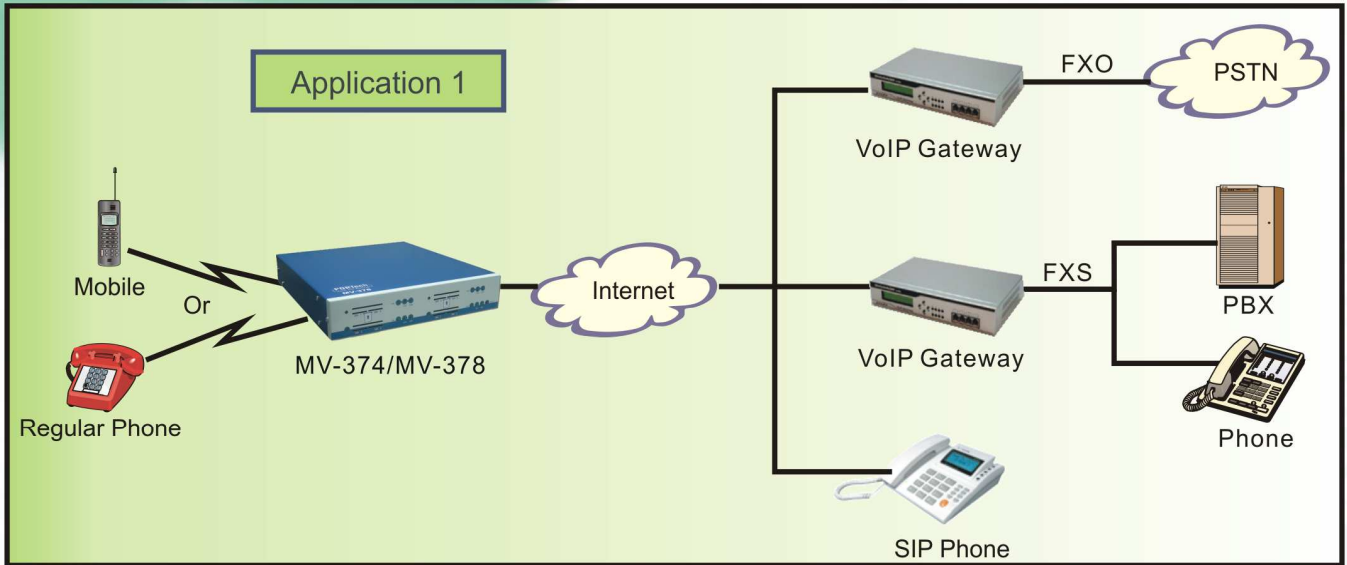 Application 1
Mobile
Or
Regular Phone
MV-374/MV-378
Internet
VoIP Gateway
FXO
PSTN
VoIP Gateway
FXS
PBX
Phone
SIP Phone